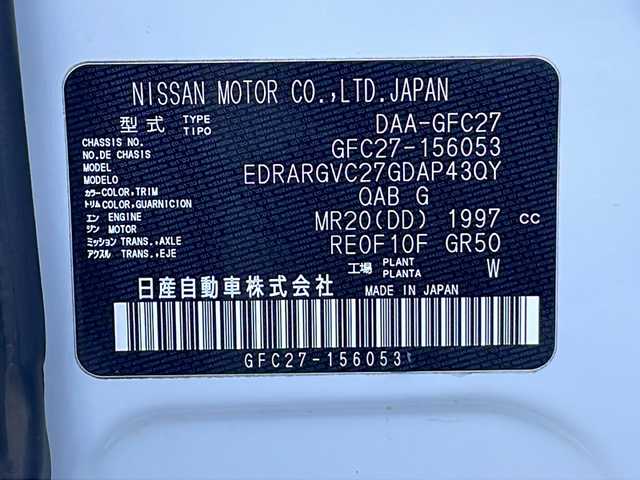 NISSAN MOTOR CO.,LTD.JAPAN
型式 TYPE TIPO DAA-GFC27
CHASSIS NO. NO.DE CHASIS GFC27-156053
MODEL MODELO EDRARGVC27GDAP43QY
カラー COLOR,TRIM トリム COLOR,GUARNICION QAB G
エン ENGINE ジン MOTOR MR20(DD) 1997 cc
ミッション TRANS.,AXLE アクスル TRANS.,EJE RE0F10F GR50
工場 PLANT PLANTA W
日産自動車株式会社 MADE IN JAPAN
GFC27-156053